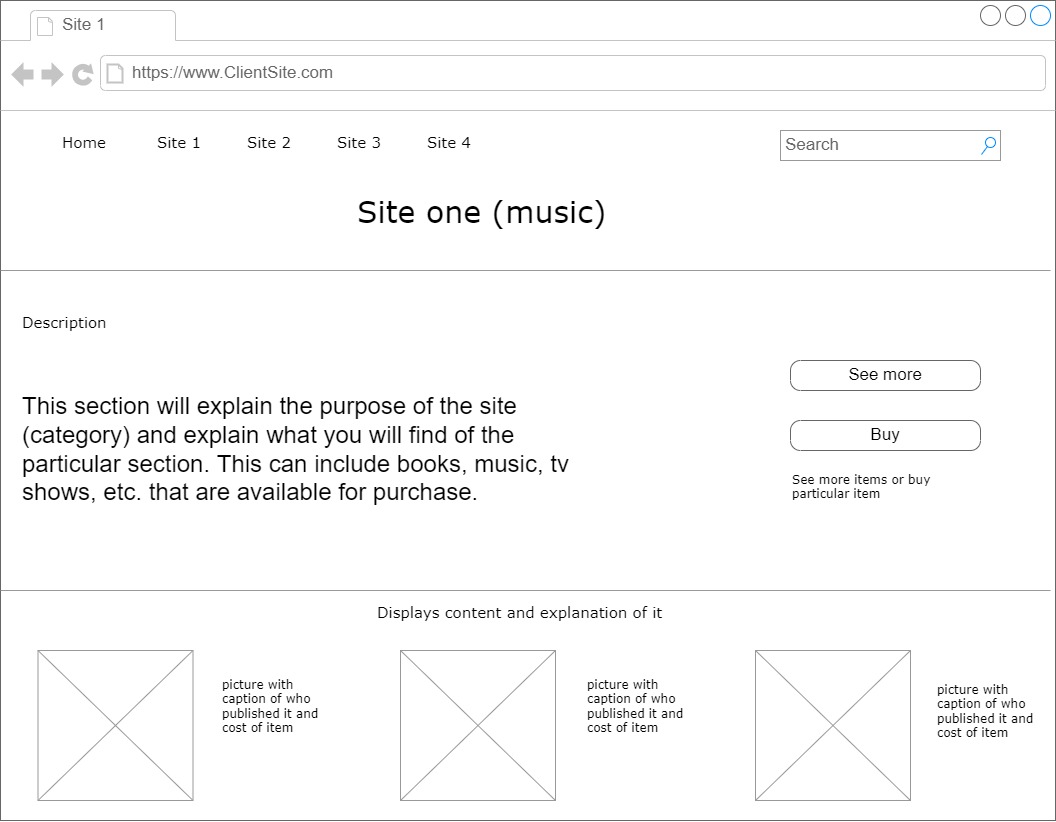 Site 1
https://www.ClientSite.com
Home Site 1 Site 2 Site 3 Site 4 Search
Site one (music)
Description
This section will explain the purpose of the site
(category) and explain what you will find of the
particular section. This can include books, music, tv
shows, etc. that are available for purchase.
See more
Buy
See more items or buy
particular item
Displays content and explanation of it
picture with
caption of who
published it and
cost of item
picture with
caption of who
published it and
cost of item
picture with
caption of who
published it and
cost of item